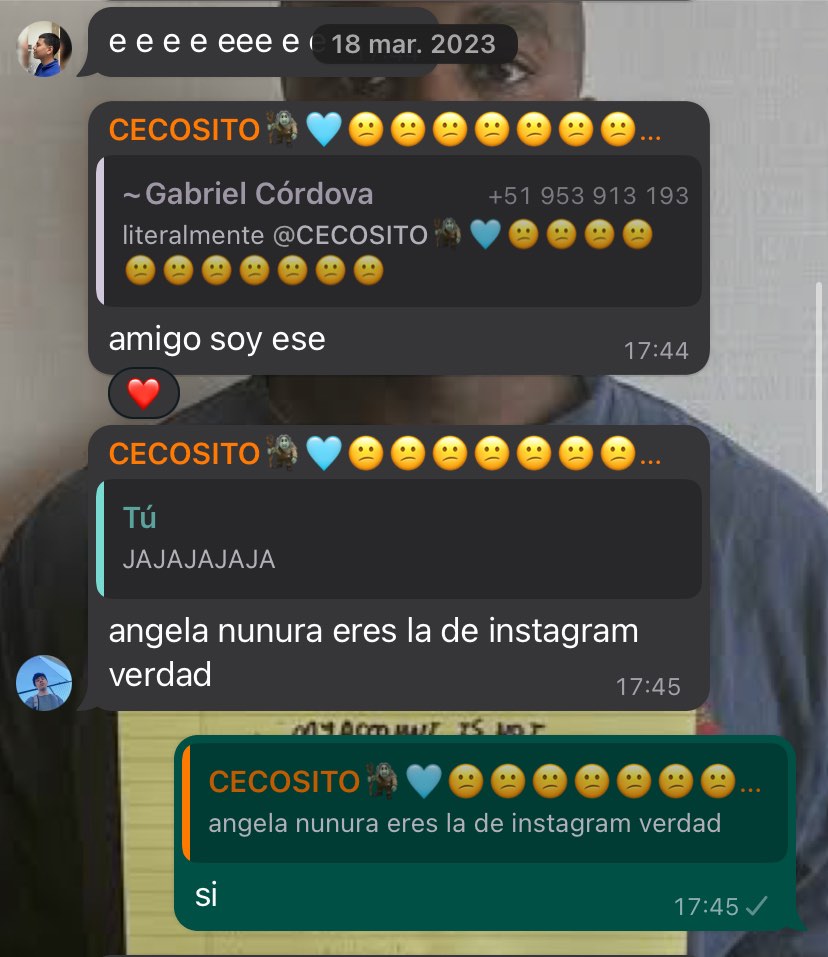 e e e e eee e
18 mar. 2023
CECOSITO🧌🩵😕😕😕😕😕😕😕...
~Gabriel Córdova +51 953 913 193
literalmente @CECOSITO🧌🩵😕😕😕😕
😕😕😕😕😕😕😕
amigo soy ese
17:44
❤️
CECOSITO🧌🩵😕😕😕😕😕😕😕...
Tú
JAJAJAJAJA
angela nunura eres la de instagram
verdad
17:45
IS NOT
CECOSITO🧌🩵😕😕😕😕😕😕😕...
angela nunura eres la de instagram verdad
si
17:45